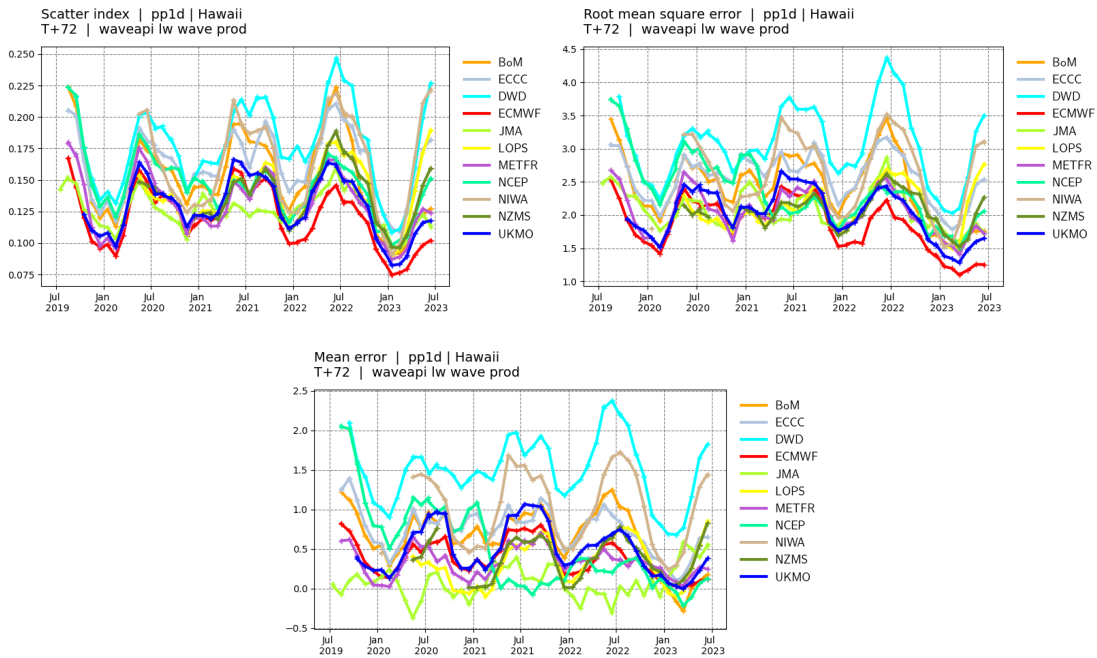 Scatter index | pp1d | Hawaii
T+72 | waveapi lw wave prod
0.250
0.225
0.200
0.175
0.150
0.125
0.100
0.075
Jul 2019
Jan 2020
Jul 2020
Jan 2021
Jul 2021
Jan 2022
Jul 2022
Jan 2023
Jul 2023
BoM
ECCC
DWD
ECMWF
JMA
LOPS
METFR
NCEP
NIWA
NZMS
UKMO
Root mean square error | pp1d | Hawaii
T+72 | waveapi lw wave prod
4.5
4.0
3.5
3.0
2.5
2.0
1.5
1.0
Jul 2019
Jan 2020
Jul 2020
Jan 2021
Jul 2021
Jan 2022
Jul 2022
Jan 2023
Jul 2023
BoM
ECCC
DWD
ECMWF
JMA
LOPS
METFR
NCEP
NIWA
NZMS
UKMO
Mean error | pp1d | Hawaii
T+72 | waveapi lw wave prod
2.5
2.0
1.5
1.0
0.5
0.0
−0.5
Jul 2019
Jan 2020
Jul 2020
Jan 2021
Jul 2021
Jan 2022
Jul 2022
Jan 2023
Jul 2023
BoM
ECCC
DWD
ECMWF
JMA
LOPS
METFR
NCEP
NIWA
NZMS
UKMO